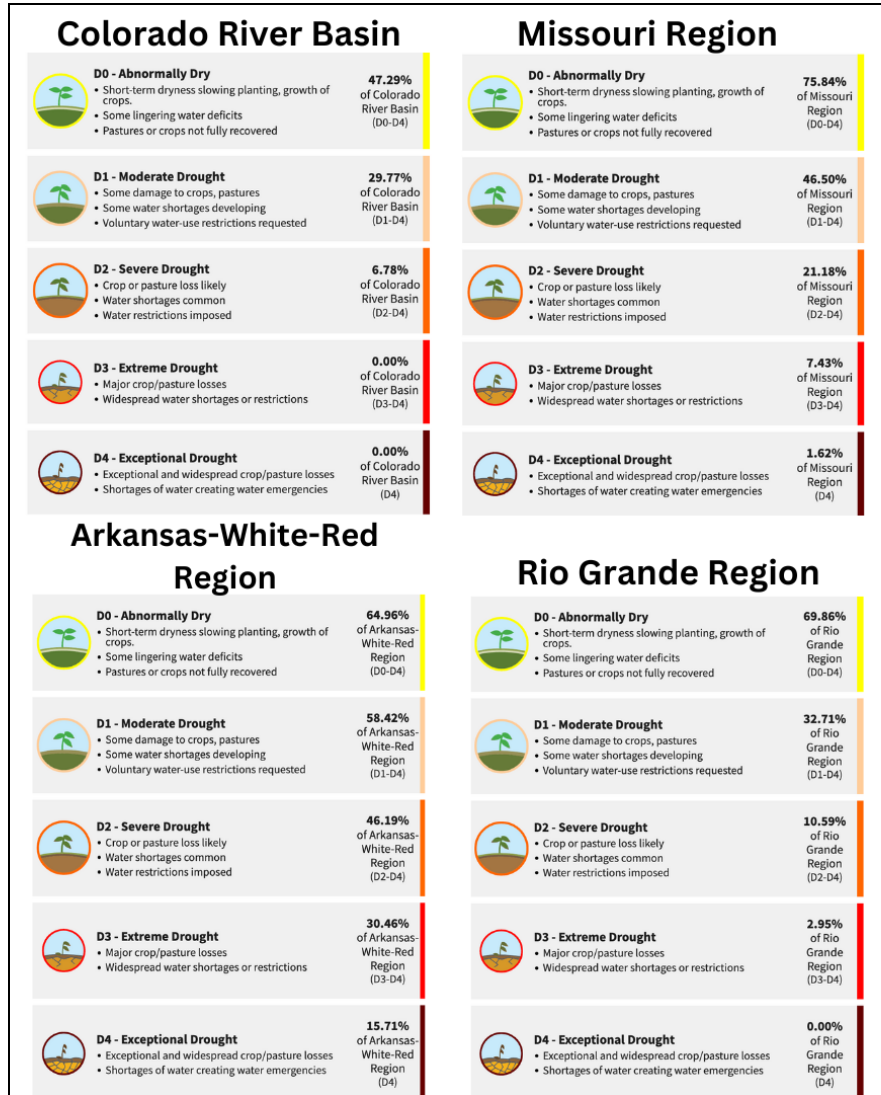 Colorado River Basin
D0 - Abnormally Dry
• Short-term dryness slowing planting, growth of
crops.
• Some lingering water deficits
• Pastures or crops not fully recovered
47.29%
of Colorado
River Basin
(D0-D4)
D1 - Moderate Drought
• Some damage to crops, pastures
• Some water shortages developing
• Voluntary water-use restrictions requested
29.77%
of Colorado
River Basin
(D1-D4)
D2 - Severe Drought
• Crop or pasture loss likely
• Water shortages common
• Water restrictions imposed
6.78%
of Colorado
River Basin
(D2-D4)
D3 - Extreme Drought
• Major crop/pasture losses
• Widespread water shortages or restrictions
0.00%
of Colorado
River Basin
(D3-D4)
D4 - Exceptional Drought
• Exceptional and widespread crop/pasture losses
• Shortages of water creating water emergencies
0.00%
of Colorado
River Basin
(D4)
Missouri Region
D0 - Abnormally Dry
• Short-term dryness slowing planting, growth of
crops.
• Some lingering water deficits
• Pastures or crops not fully recovered
75.84%
of Missouri
Region
(D0-D4)
D1 - Moderate Drought
• Some damage to crops, pastures
• Some water shortages developing
• Voluntary water-use restrictions requested
46.50%
of Missouri
Region
(D1-D4)
D2 - Severe Drought
• Crop or pasture loss likely
• Water shortages common
• Water restrictions imposed
21.18%
of Missouri
Region
(D2-D4)
D3 - Extreme Drought
• Major crop/pasture losses
• Widespread water shortages or restrictions
7.43%
of Missouri
Region
(D3-D4)
D4 - Exceptional Drought
• Exceptional and widespread crop/pasture losses
• Shortages of water creating water emergencies
1.62%
of Missouri
Region
(D4)
Arkansas-White-Red
Region
D0 - Abnormally Dry
• Short-term dryness slowing planting, growth of
crops.
• Some lingering water deficits
• Pastures or crops not fully recovered
64.96%
of Arkansas-
White-Red
Region
(D0-D4)
D1 - Moderate Drought
• Some damage to crops, pastures
• Some water shortages developing
• Voluntary water-use restrictions requested
58.42%
of Arkansas-
White-Red
Region
(D1-D4)
D2 - Severe Drought
• Crop or pasture loss likely
• Water shortages common
• Water restrictions imposed
46.19%
of Arkansas-
White-Red
Region
(D2-D4)
D3 - Extreme Drought
• Major crop/pasture losses
• Widespread water shortages or restrictions
30.46%
of Arkansas-
White-Red
Region
(D3-D4)
D4 - Exceptional Drought
• Exceptional and widespread crop/pasture losses
• Shortages of water creating water emergencies
15.71%
of Arkansas-
White-Red
Region
(D4)
Rio Grande Region
D0 - Abnormally Dry
• Short-term dryness slowing planting, growth of
crops.
• Some lingering water deficits
• Pastures or crops not fully recovered
69.86%
of Rio
Grande
Region
(D0-D4)
D1 - Moderate Drought
• Some damage to crops, pastures
• Some water shortages developing
• Voluntary water-use restrictions requested
32.71%
of Rio
Grande
Region
(D1-D4)
D2 - Severe Drought
• Crop or pasture loss likely
• Water shortages common
• Water restrictions imposed
10.59%
of Rio
Grande
Region
(D2-D4)
D3 - Extreme Drought
• Major crop/pasture losses
• Widespread water shortages or restrictions
2.95%
of Rio
Grande
Region
(D3-D4)
D4 - Exceptional Drought
• Exceptional and widespread crop/pasture losses
• Shortages of water creating water emergencies
0.00%
of Rio
Grande
Region
(D4)